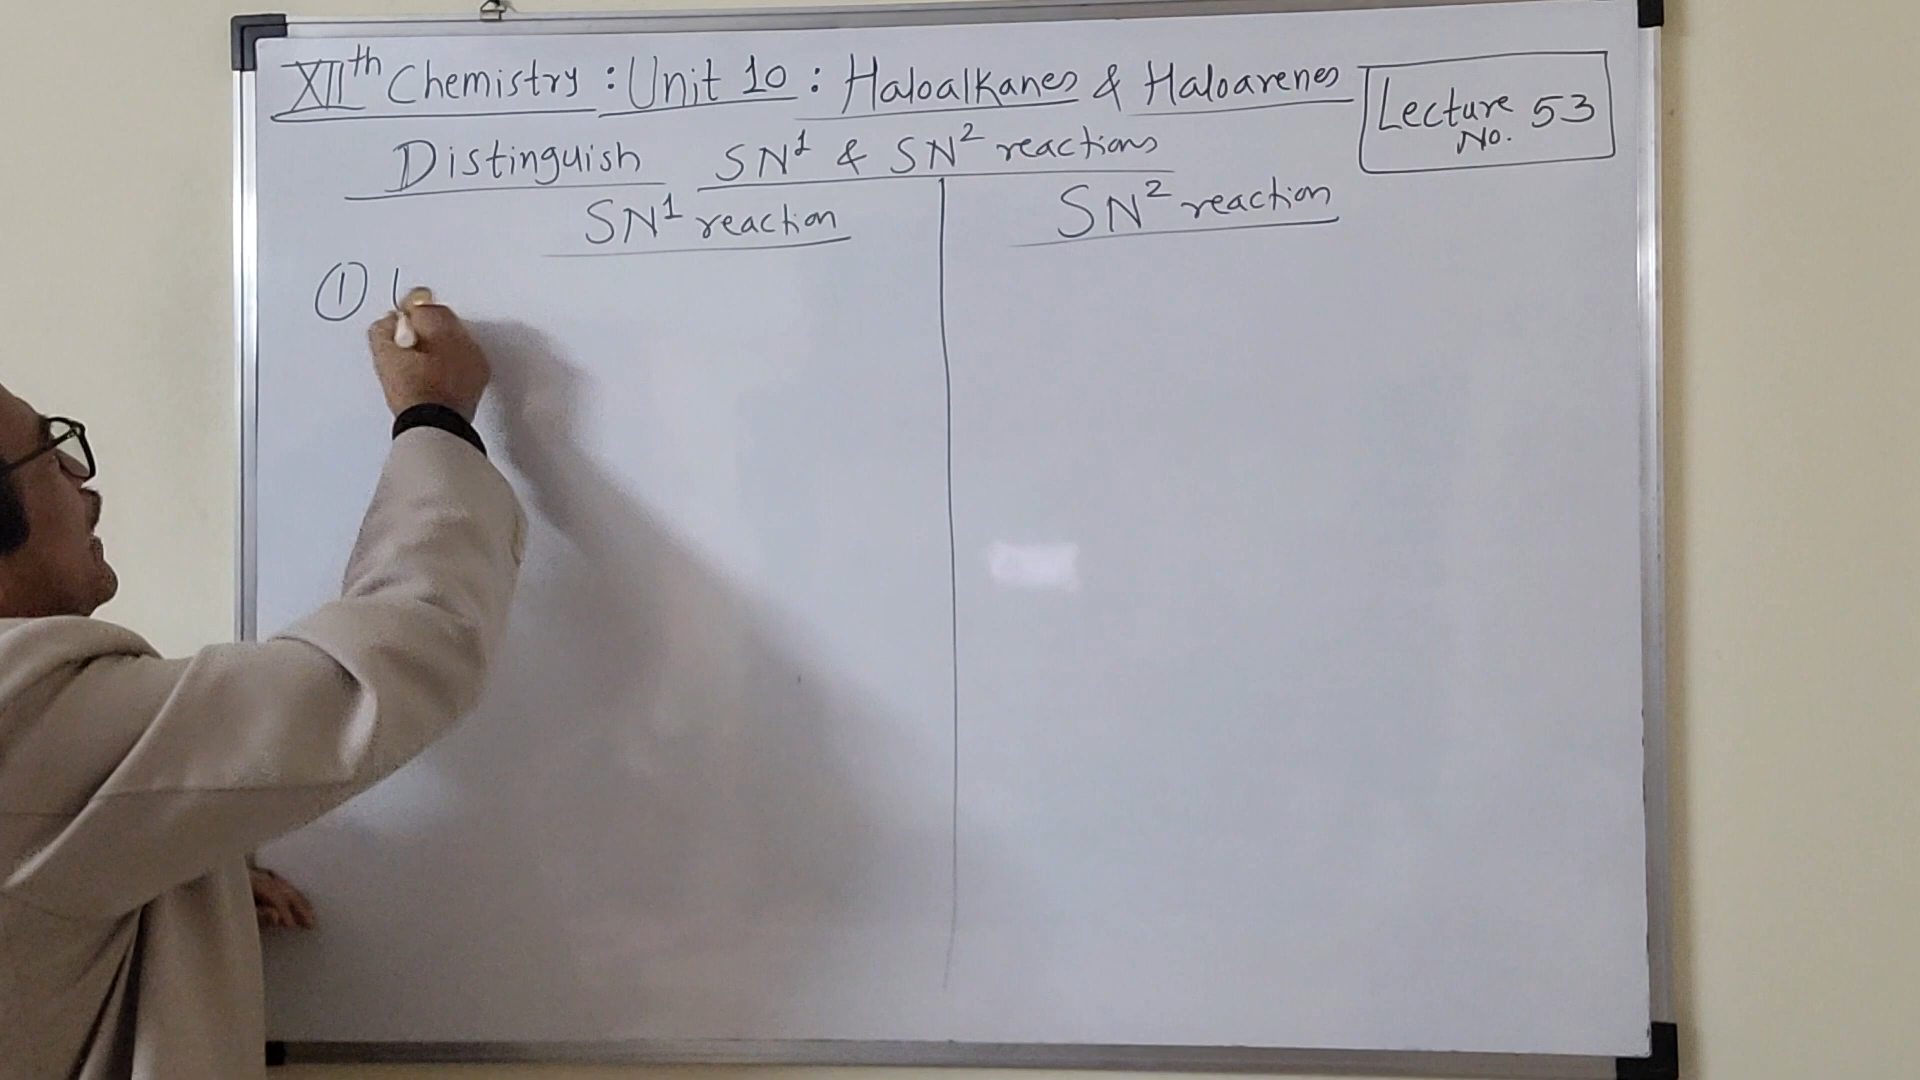 XIIth Chemistry : Unit 10 : Haloalkanes & Haloarenes
Lecture No. 53
Distinguish SN1 & SN2 reactions
SN1 reaction
SN2 reaction
①